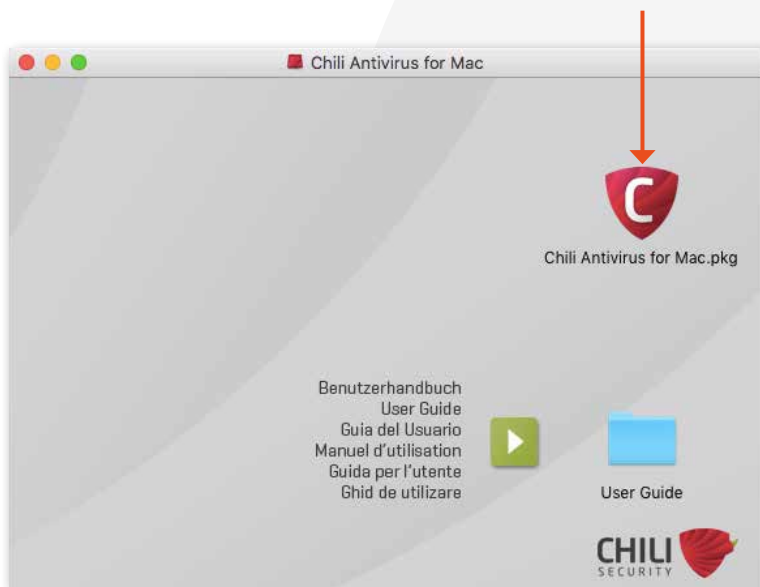 Chili Antivirus for Mac
C
Chili Antivirus for Mac.pkg
Benutzerhandbuch
User Guide
Guia del Usuario
Manuel d'utilisation
Guida per l'utente
Ghid de utilizare
User Guide
CHILI
SECURITY